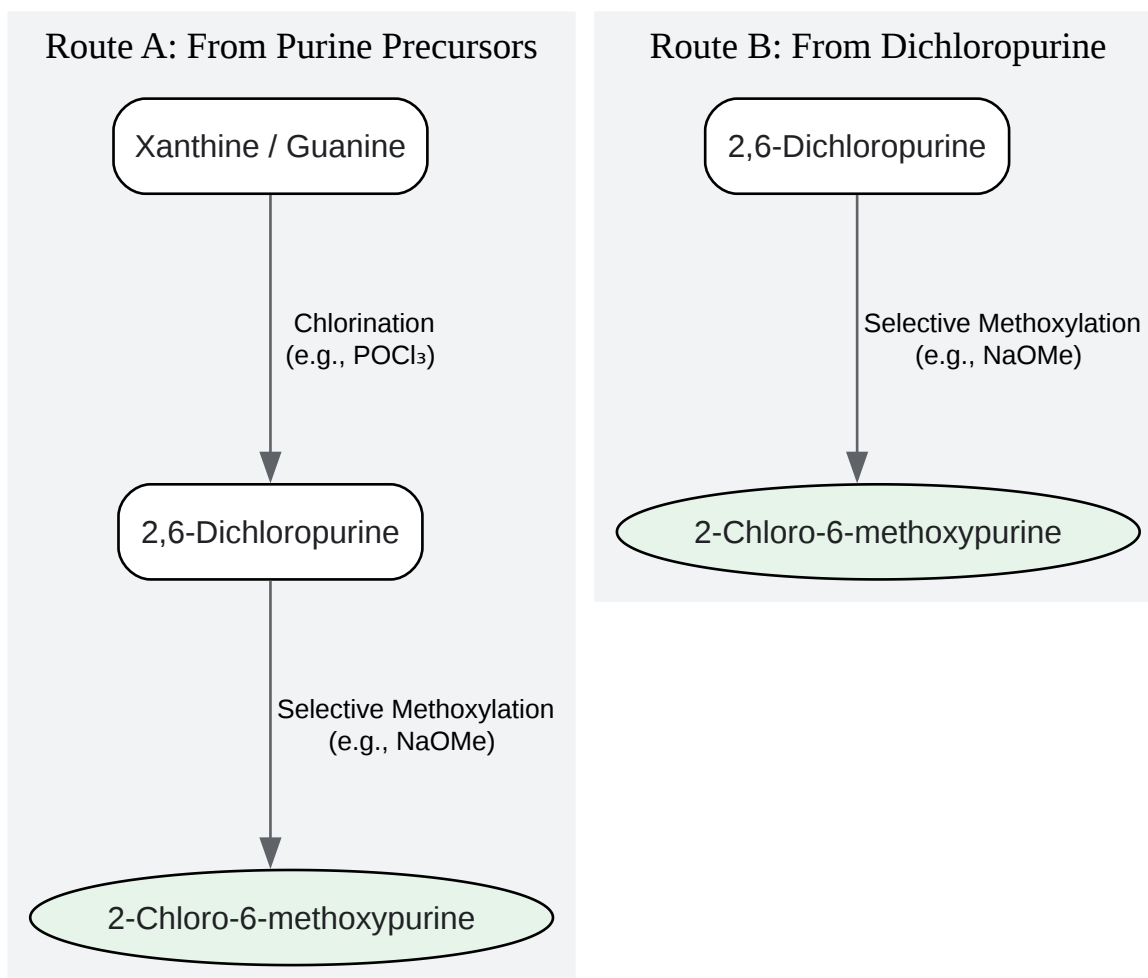 Route A: From Purine Precursors
Xanthine / Guanine
Chlorination
(e.g., POCl₃)
2,6-Dichloropurine
Selective Methoxylation
(e.g., NaOMe)
2-Chloro-6-methoxypurine
Route B: From Dichloropurine
2,6-Dichloropurine
Selective Methoxylation
(e.g., NaOMe)
2-Chloro-6-methoxypurine